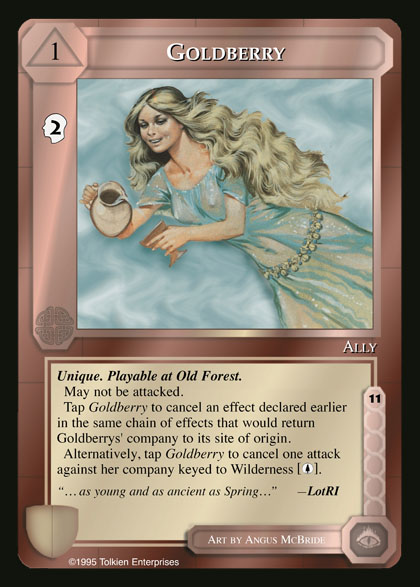 1
GOLDBERRY
2
ALLY
Unique. Playable at Old Forest.
May not be attacked.
Tap Goldberry to cancel an effect declared earlier
in the same chain of effects that would return
Goldberrys' company to its site of origin.
Alternatively, tap Goldberry to cancel one attack
against her company keyed to Wilderness [ ].
"… as young and as ancient as Spring…" —LotRI
11
ART BY ANGUS MCBRIDE
©1995 Tolkien Enterprises